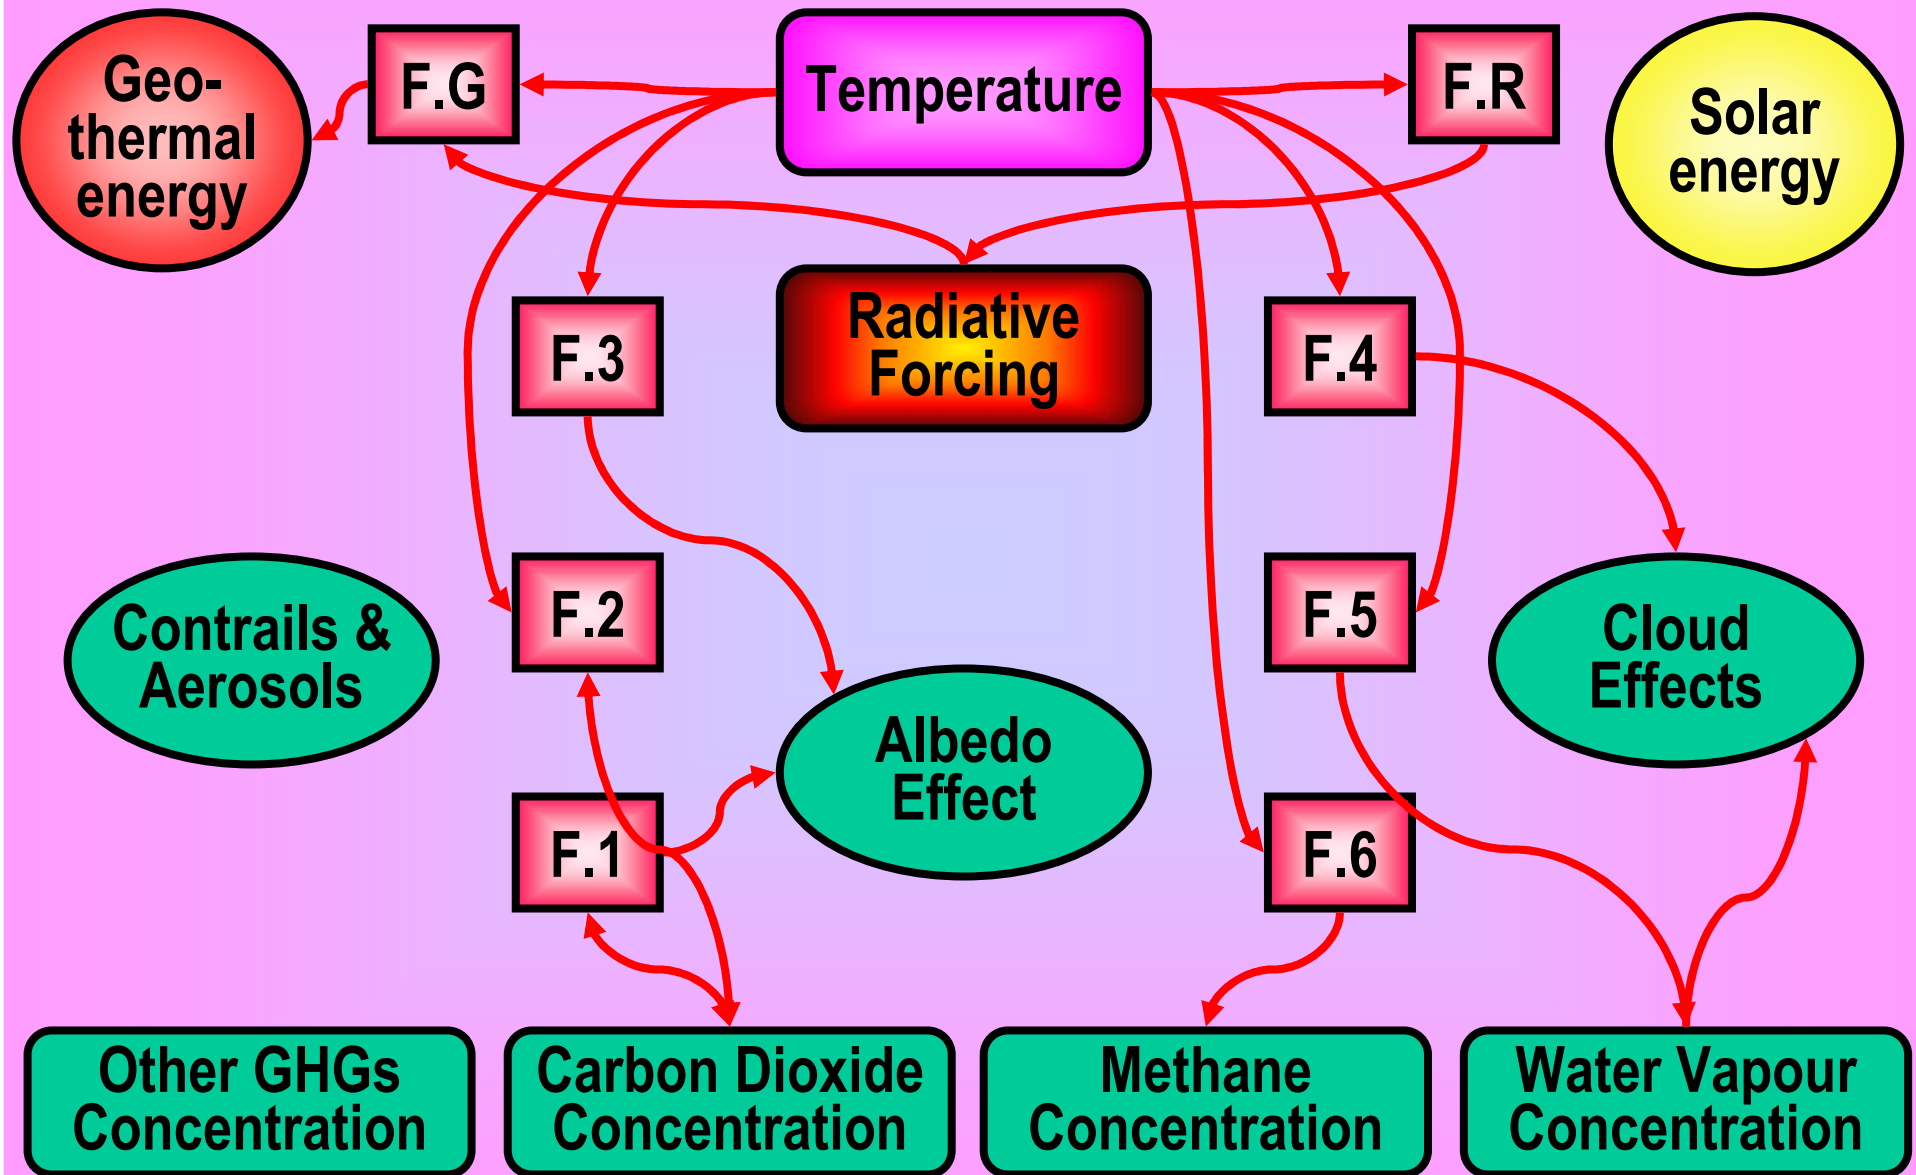 Geo-
thermal
energy
F.G
Temperature
F.R
Solar
energy
F.3
Radiative
Forcing
F.4
Contrails &
Aerosols
F.2
F.5
Cloud
Effects
Albedo
Effect
F.1
F.6
Other GHGs
Concentration
Carbon Dioxide
Concentration
Methane
Concentration
Water Vapour
Concentration